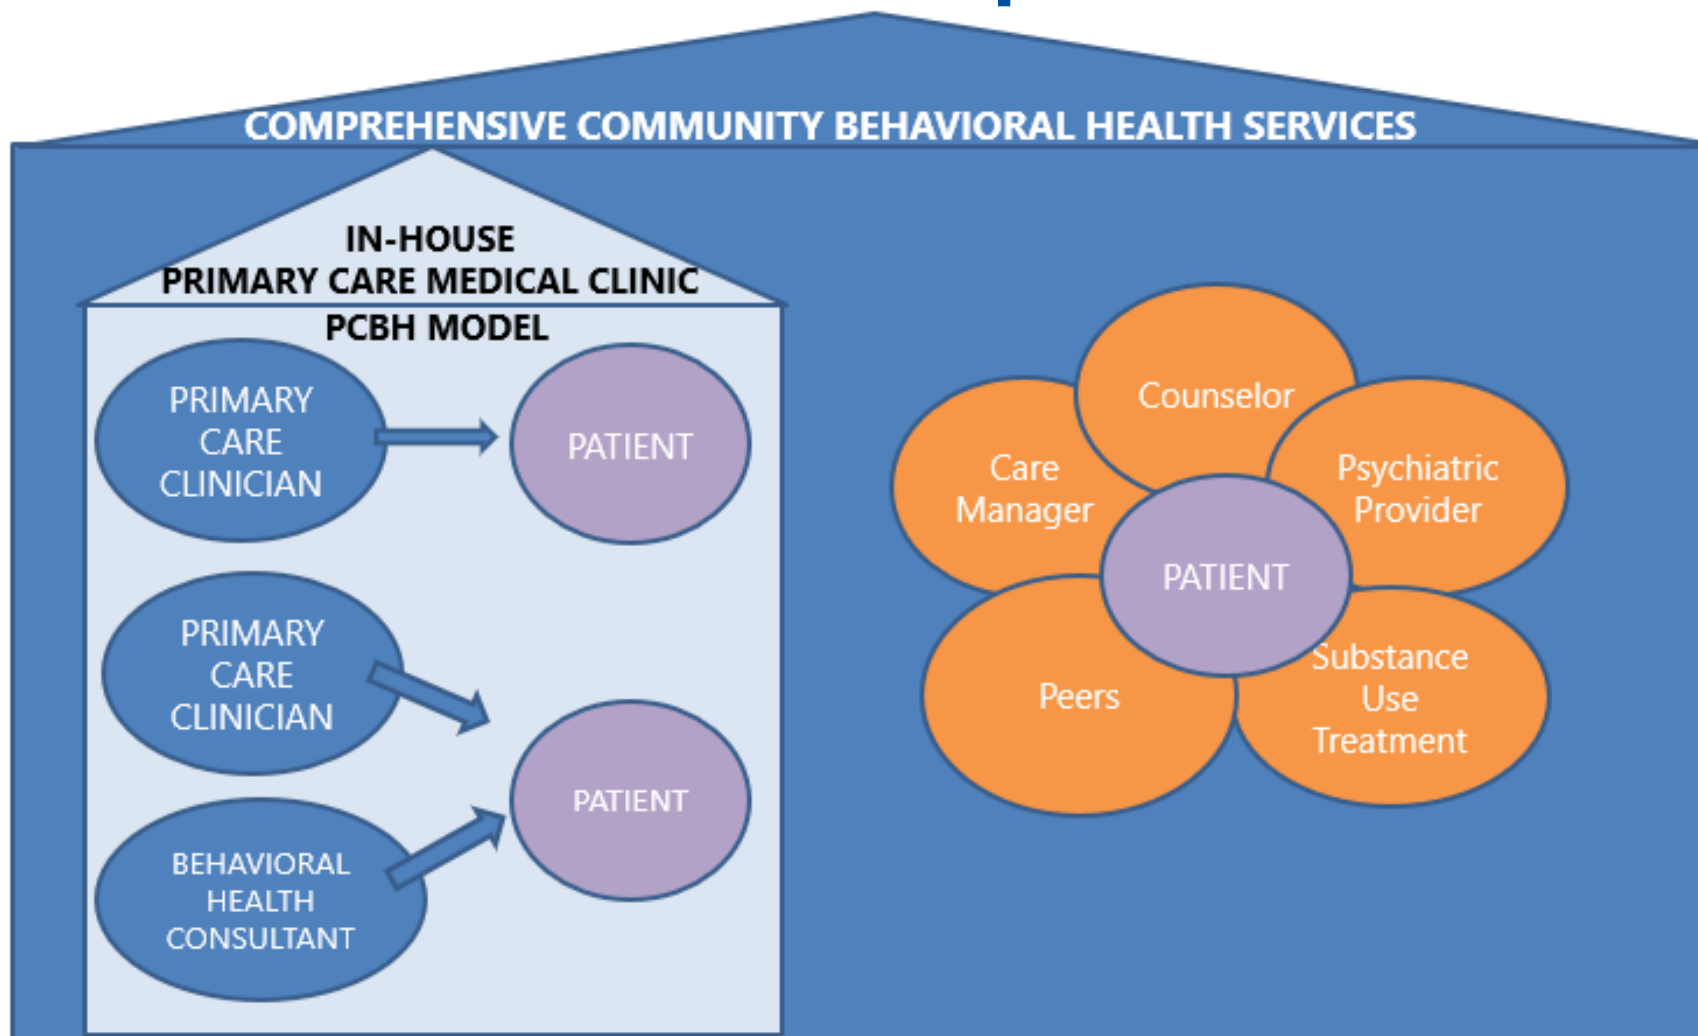 COMPREHENSIVE COMMUNITY BEHAVIORAL HEALTH SERVICES
IN-HOUSE
PRIMARY CARE MEDICAL CLINIC
PCBH MODEL
PRIMARY
CARE
CLINICIAN
PATIENT
PRIMARY
CARE
CLINICIAN
BEHAVIORAL
HEALTH
CONSULTANT
PATIENT
Counselor
Care
Manager
Psychiatric
Provider
PATIENT
Peers
Substance
Use
Treatment